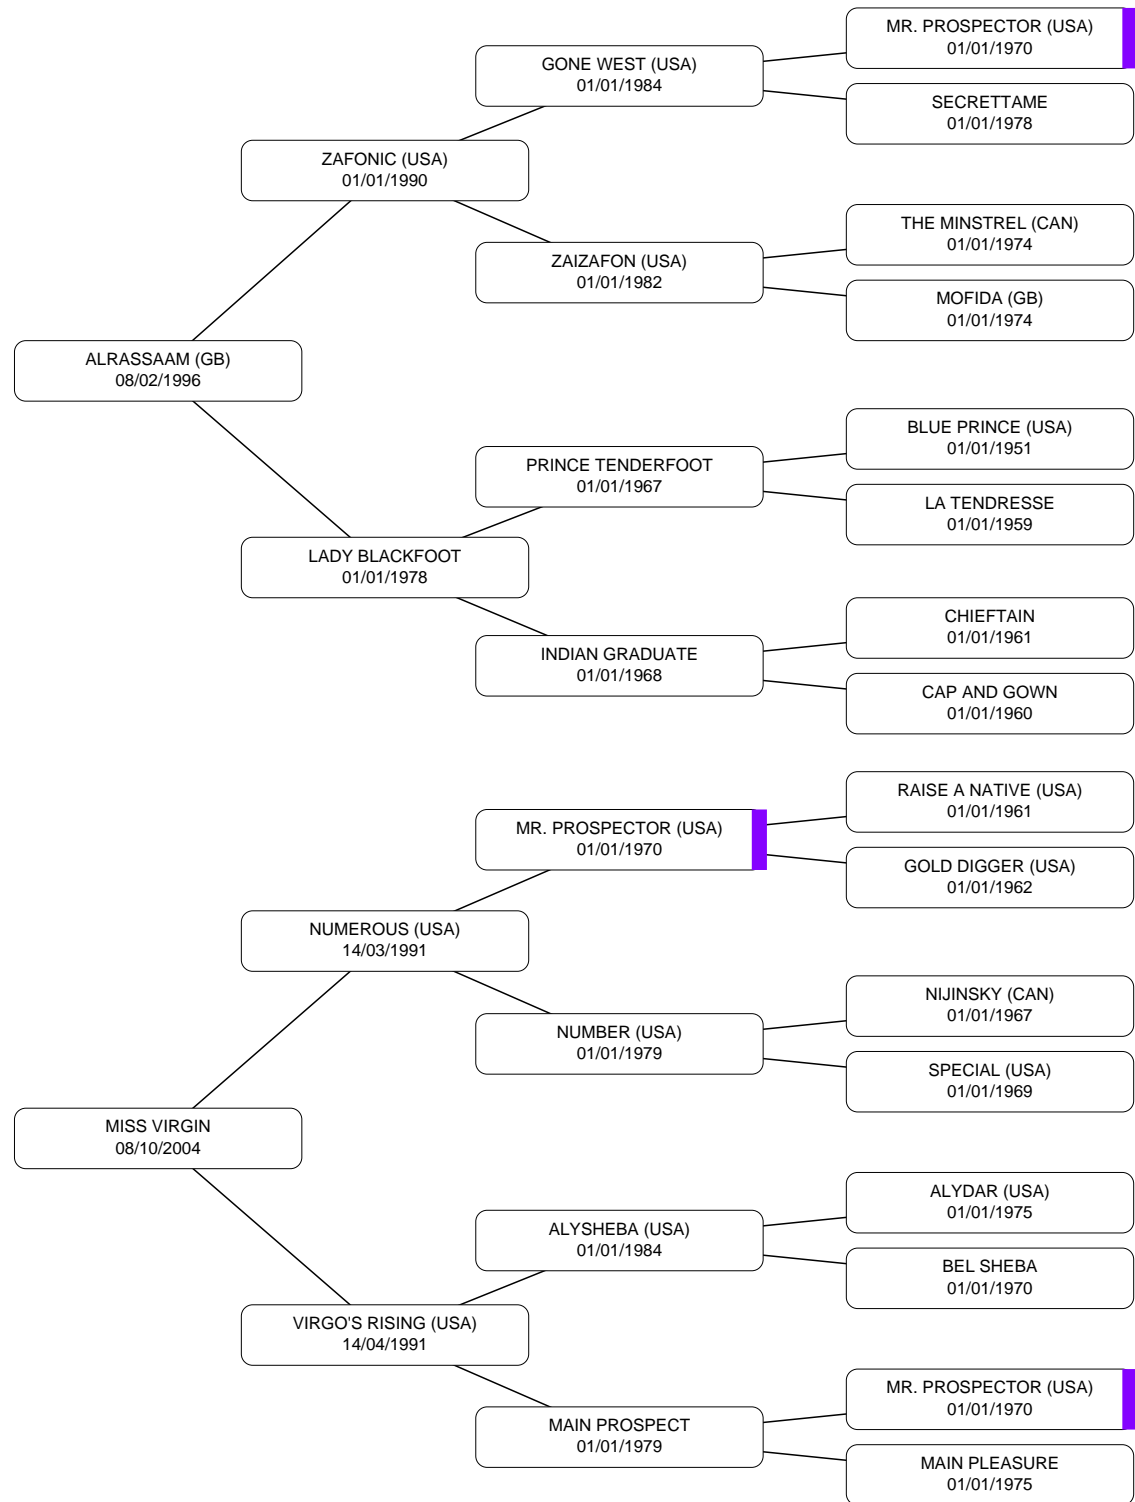 MR. PROSPECTOR (USA)
01/01/1970
GONE WEST (USA)
01/01/1984
SECRETTAME
01/01/1978
ZAFONIC (USA)
01/01/1990
THE MINSTREL (CAN)
01/01/1974
ZAIZAFON (USA)
01/01/1982
MOFIDA (GB)
01/01/1974
ALRASSAAM (GB)
08/02/1996
BLUE PRINCE (USA)
01/01/1951
PRINCE TENDERFOOT
01/01/1967
LA TENDRESSE
01/01/1959
LADY BLACKFOOT
01/01/1978
CHIEFTAIN
01/01/1961
INDIAN GRADUATE
01/01/1968
CAP AND GOWN
01/01/1960
RAISE A NATIVE (USA)
01/01/1961
MR. PROSPECTOR (USA)
01/01/1970
GOLD DIGGER (USA)
01/01/1962
NUMEROUS (USA)
14/03/1991
NIJINSKY (CAN)
01/01/1967
NUMBER (USA)
01/01/1979
SPECIAL (USA)
01/01/1969
MISS VIRGIN
08/10/2004
ALYDAR (USA)
01/01/1975
ALYSHEBA (USA)
01/01/1984
BEL SHEBA
01/01/1970
VIRGO'S RISING (USA)
14/04/1991
MR. PROSPECTOR (USA)
01/01/1970
MAIN PROSPECT
01/01/1979
MAIN PLEASURE
01/01/1975